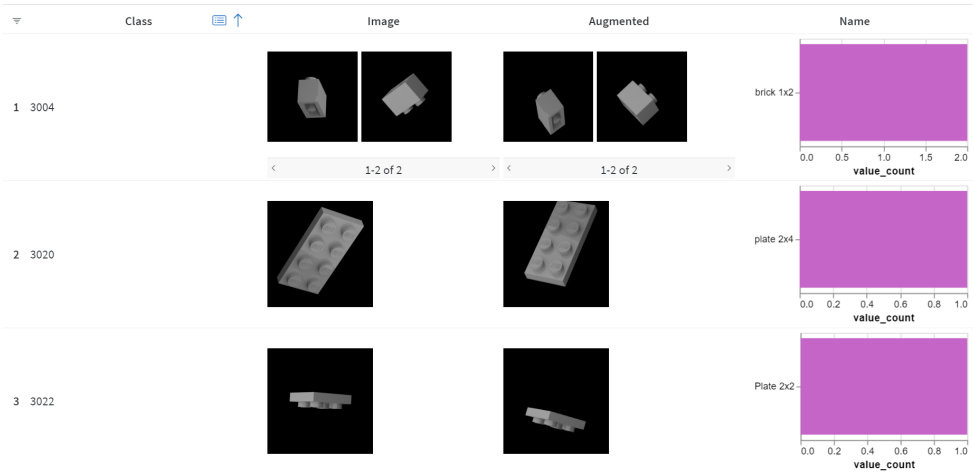 Class Image Augmented Name
1 3004 brick 1x2
0.0 0.5 1.0 1.5 2.0
value_count
< 1-2 of 2 > < 1-2 of 2 >
2 3020 plate 2x4
0.0 0.2 0.4 0.6 0.8 1.0
value_count
3 3022 Plate 2x2
0.0 0.2 0.4 0.6 0.8 1.0
value_count